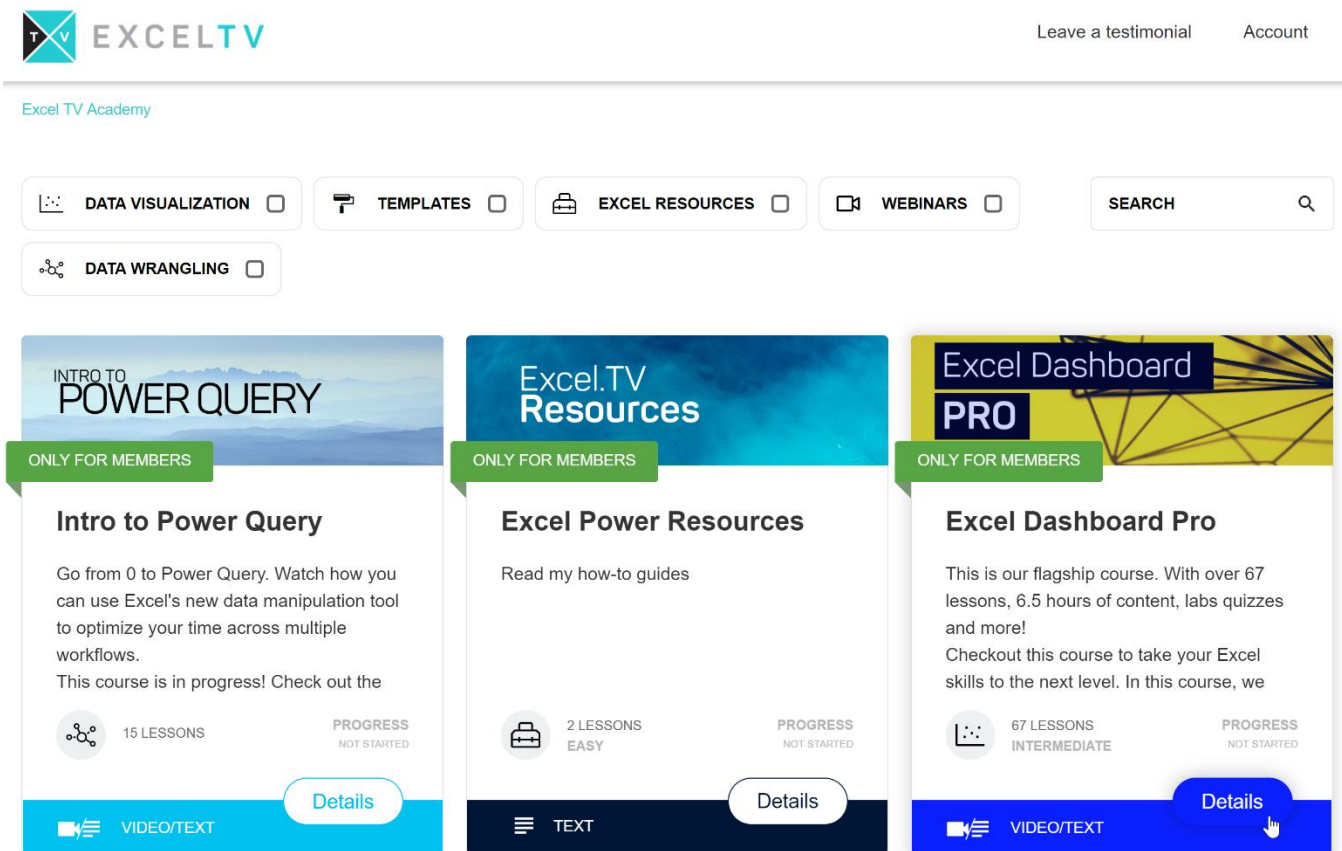 TV EXCELTV
Leave a testimonial Account
Excel TV Academy
DATA VISUALIZATION TEMPLATES EXCEL RESOURCES WEBINARS SEARCH
DATA WRANGLING
INTRO TO
POWER QUERY
ONLY FOR MEMBERS
Intro to Power Query
Go from 0 to Power Query. Watch how you
can use Excel's new data manipulation tool
to optimize your time across multiple
workflows.
This course is in progress! Check out the
15 LESSONS
PROGRESS
NOT STARTED
Details
VIDEO/TEXT
Excel.TV
Resources
ONLY FOR MEMBERS
Excel Power Resources
Read my how-to guides
2 LESSONS
EASY
PROGRESS
NOT STARTED
Details
TEXT
Excel Dashboard
PRO
ONLY FOR MEMBERS
Excel Dashboard Pro
This is our flagship course. With over 67
lessons, 6.5 hours of content, labs quizzes
and more!
Checkout this course to take your Excel
skills to the next level. In this course, we
67 LESSONS
INTERMEDIATE
PROGRESS
NOT STARTED
Details
VIDEO/TEXT